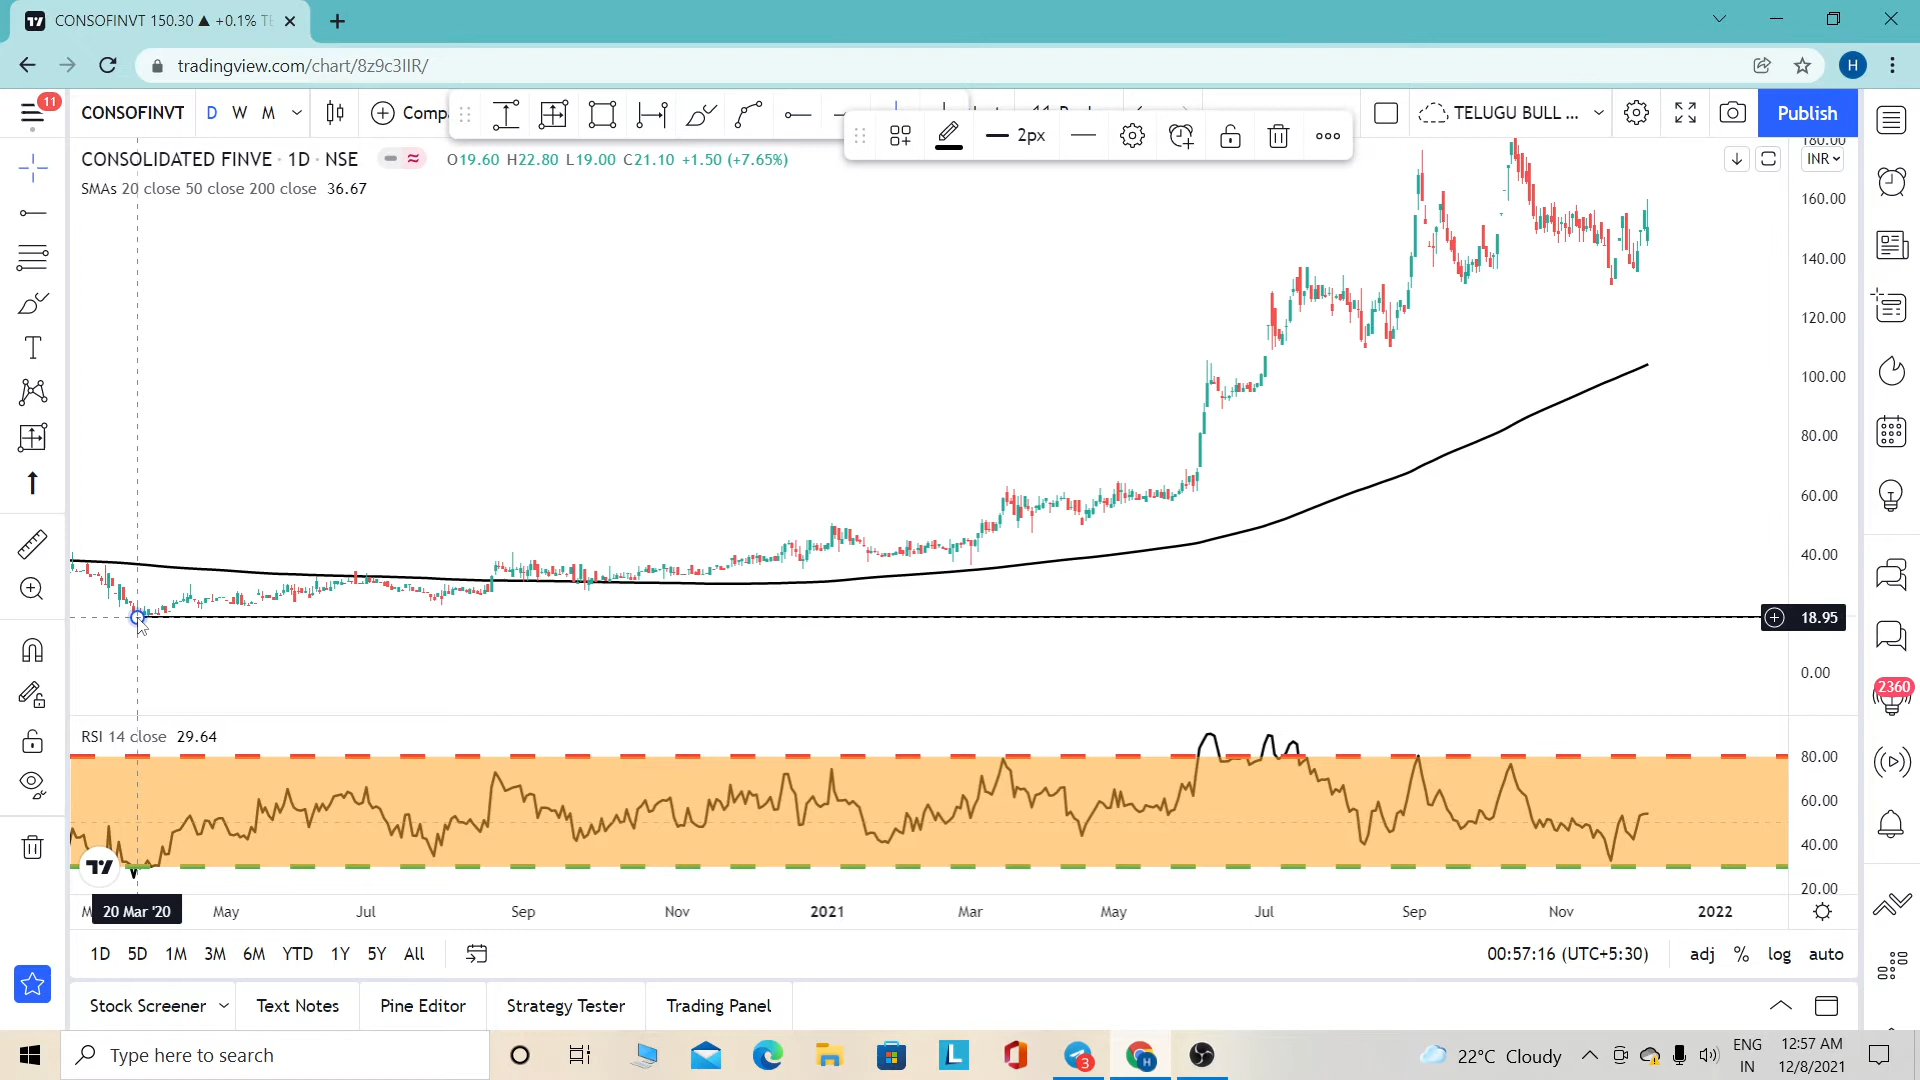 CONSOFINVT 150.30 ▲ +0.1%
tradingview.com/chart/8z9c3IIR/
H
11
CONSOFINVT D W M Comp
2px
TELUGU BULL ...
Publish
CONSOLIDATED FINVE · 1D · NSE O19.60 H22.80 L19.00 C21.10 +1.50 (+7.65%)
SMAs 20 close 50 close 200 close 36.67
INR
180.00
160.00
140.00
120.00
100.00
80.00
60.00
40.00
18.95
0.00
2360
RSI 14 close 29.64
80.00
60.00
40.00
20.00
20 Mar '20 May Jul Sep Nov 2021 Mar May Jul Sep Nov 2022
1D 5D 1M 3M 6M YTD 1Y 5Y All
00:57:16 (UTC+5:30) adj % log auto
Stock Screener Text Notes Pine Editor Strategy Tester Trading Panel
Type here to search
L
3
H
22°C Cloudy
ENG
IN
12:57 AM
12/8/2021